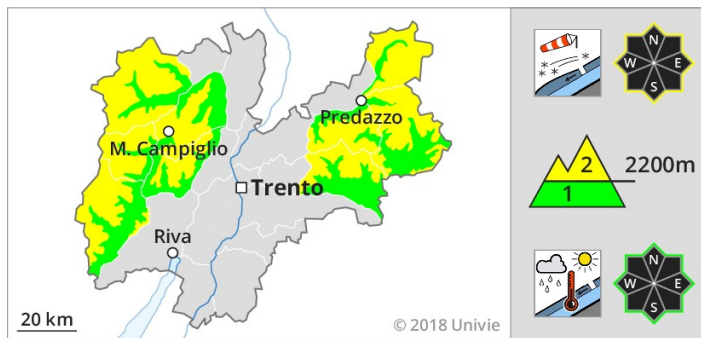 Predazzo
M. Campiglio
Trento
Riva
20 km
© 2018 Univie
N
W E
S
2 2200m
1
N
W E
S